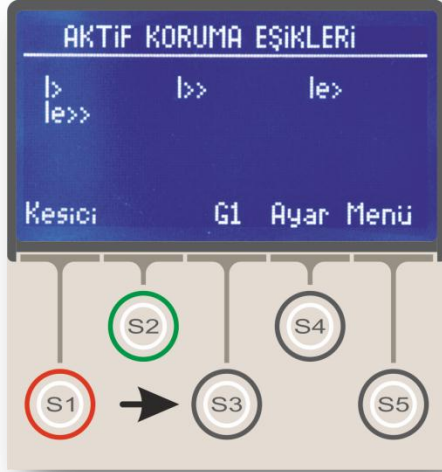 AKTİF KORUMA EŞİKLERİ
I> I>> Ie>
Ie>>
Kesici G1 Ayar Menü
S2 S4
S1 S3 S5